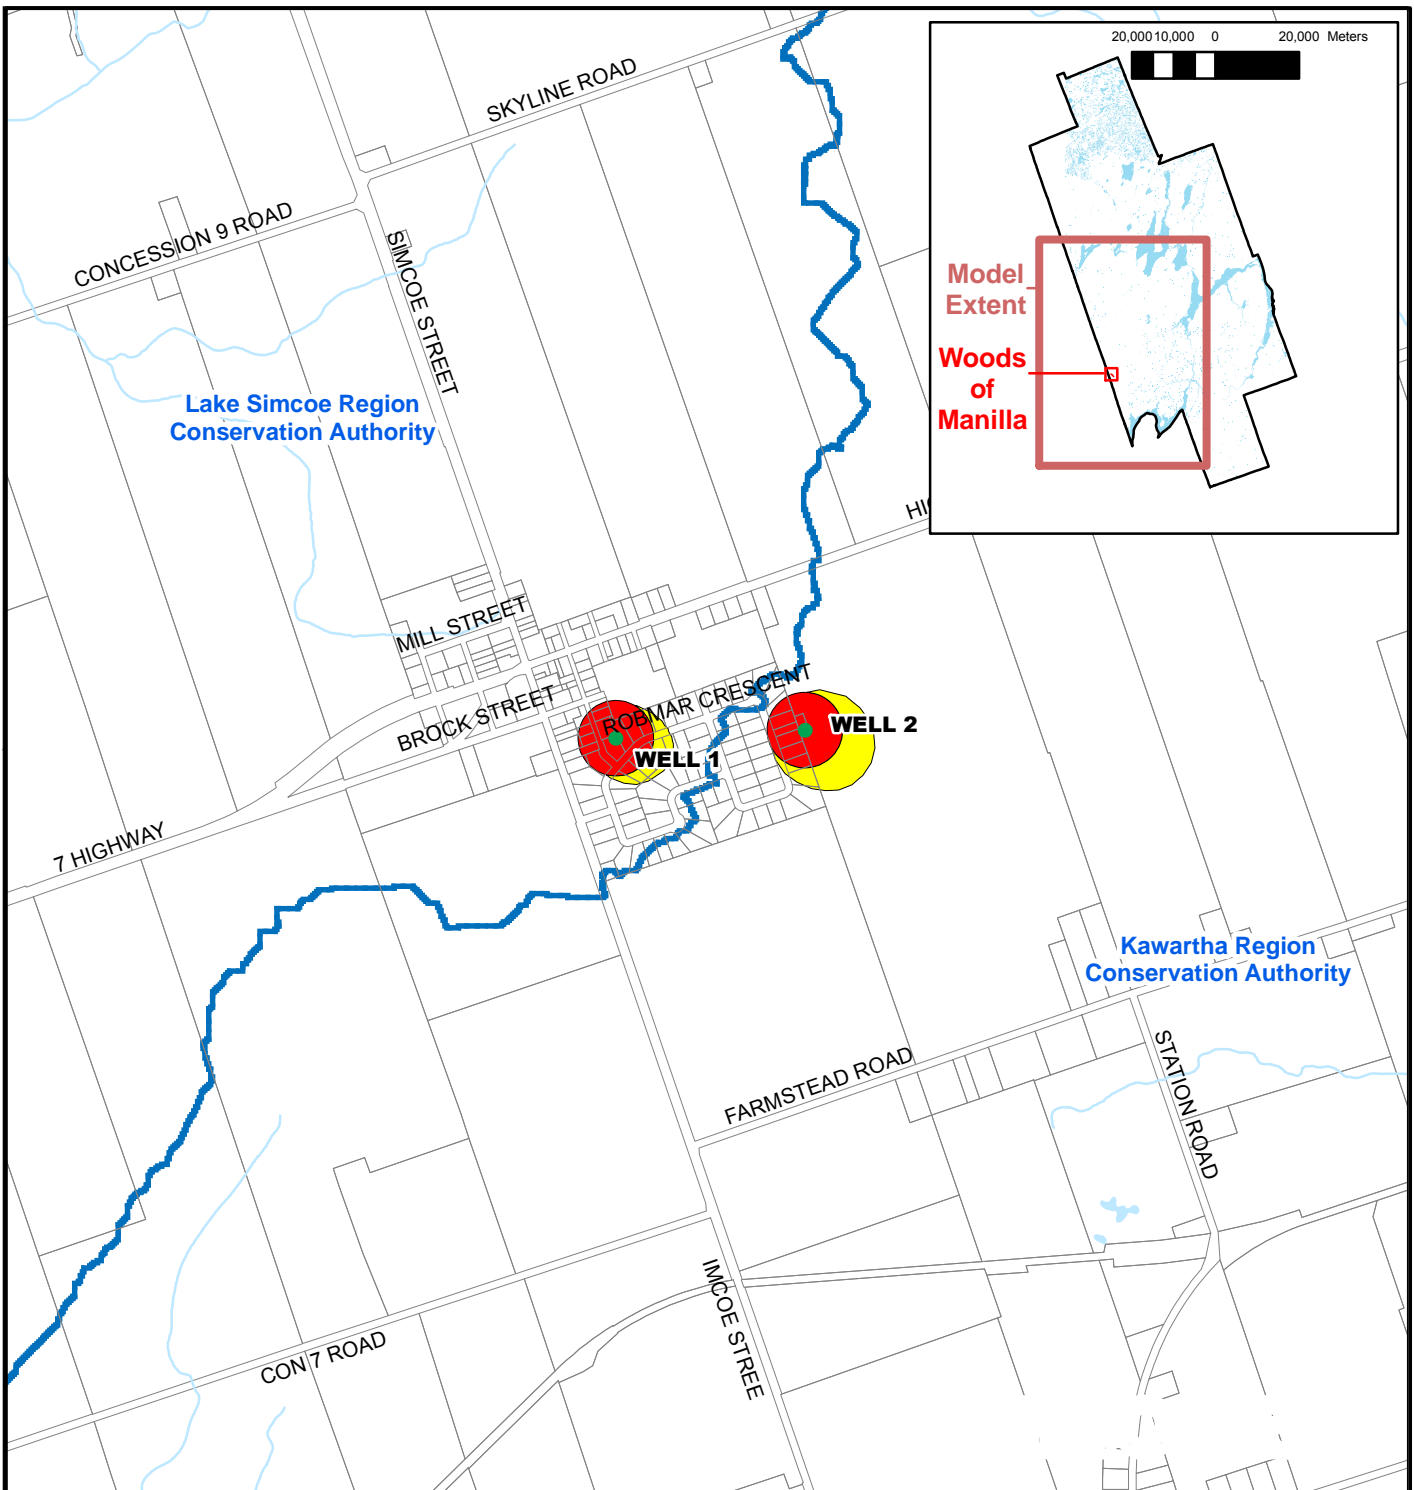 20,000 10,000 0 20,000 Meters
SKYLINE ROAD
CONCESSION 9 ROAD
SIMCOE STREET
Model
Extent
Woods
of
Manilla
Lake Simcoe Region
Conservation Authority
HI
MILL STREET
BROCK STREET
ROBMAR CRESCENT
WELL 1
WELL 2
7 HIGHWAY
Kawartha Region
Conservation Authority
FARMSTEAD ROAD
STATION ROAD
IMCOE STREE
CON 7 ROAD